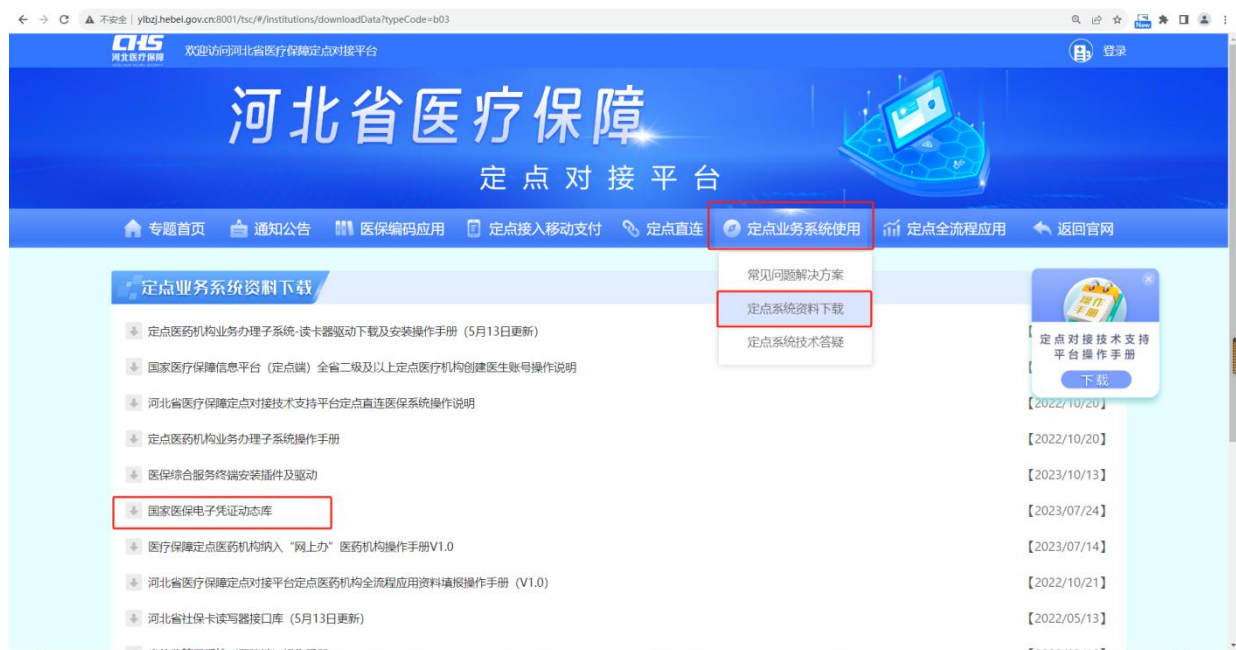 不安全 | ylbzj.hebei.gov.cn:8001/tsc/#/institutions/downloadData?typeCode=b03
New
CHS
河北医疗保障
欢迎访问河北省医疗保障定点对接平台
登录
河北省医疗保障
定点对接平台
专题首页 通知公告 医保编码应用 定点接入移动支付 定点直连 定点业务系统使用 定点全流程应用 返回官网
常见问题解决方案
定点系统资料下载
定点系统技术答疑
定点业务系统资料下载
定点医药机构业务办理子系统-读卡器驱动下载及安装操作手册（5月13日更新）
国家医疗保障信息平台（定点端）全省二级及以上定点医疗机构创建医生账号操作说明
河北省医疗保障定点对接技术支持平台定点直连医保系统操作说明 【2022/10/20】
定点医药机构业务办理子系统操作手册 【2022/10/20】
医保综合服务终端安装插件及驱动 【2023/10/13】
国家医保电子凭证动态库 【2023/07/24】
医疗保障定点医药机构纳入“网上办”医药机构操作手册V1.0 【2023/07/14】
河北省医疗保障定点对接平台定点医药机构全流程应用资料填报操作手册（V1.0） 【2022/10/21】
河北省社保卡读写器接口库（5月13日更新） 【2022/05/13】
操作
手册
定点对接技术支持
平台操作手册
下载